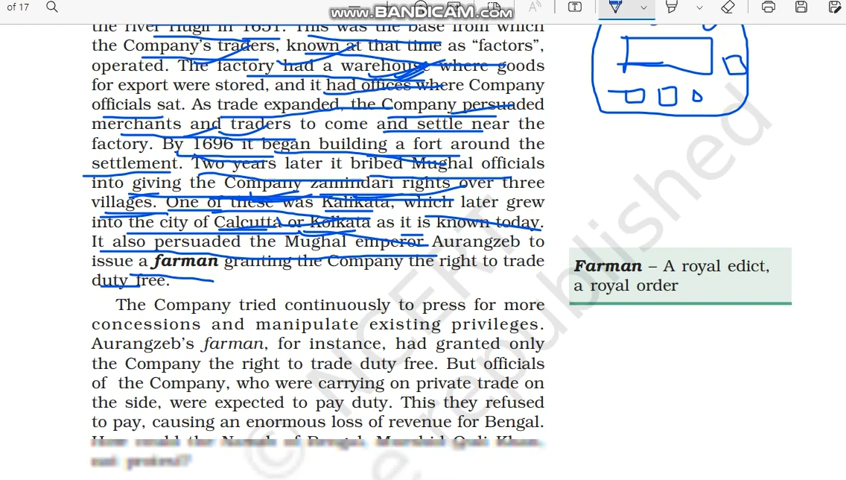 of 17
www.BANDICAM.com
the river Hugli in 1651. This was the base from which
the Company's traders, known at that time as "factors",
operated. The factory had a warehouse where goods
for export were stored, and it had offices where Company
officials sat. As trade expanded, the Company persuaded
merchants and traders to come and settle near the
factory. By 1696 it began building a fort around the
settlement. Two years later it bribed Mughal officials
into giving the Company zamindari rights over three
villages. One of these was Kalikata, which later grew
into the city of Calcutta or Kolkata as it is known today.
It also persuaded the Mughal emperor Aurangzeb to
issue a farman granting the Company the right to trade
duty free.
The Company tried continuously to press for more
concessions and manipulate existing privileges.
Aurangzeb's farman, for instance, had granted only
the Company the right to trade duty free. But officials
of the Company, who were carrying on private trade on
the side, were expected to pay duty. This they refused
to pay, causing an enormous loss of revenue for Bengal.
Farman – A royal edict,
a royal order
© NCERT
republished